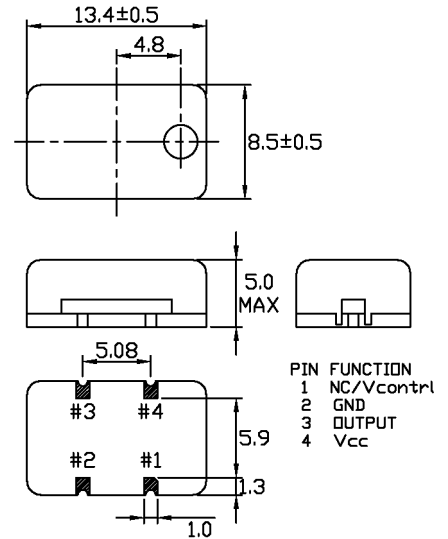 13.4±0.5
4.8
8.5±0.5
5.0
MAX
5.08
#3 #4
#2 #1
5.9
1.3
1.0
PIN FUNCTION
1 NC/Vcontrl
2 GND
3 OUTPUT
4 Vcc